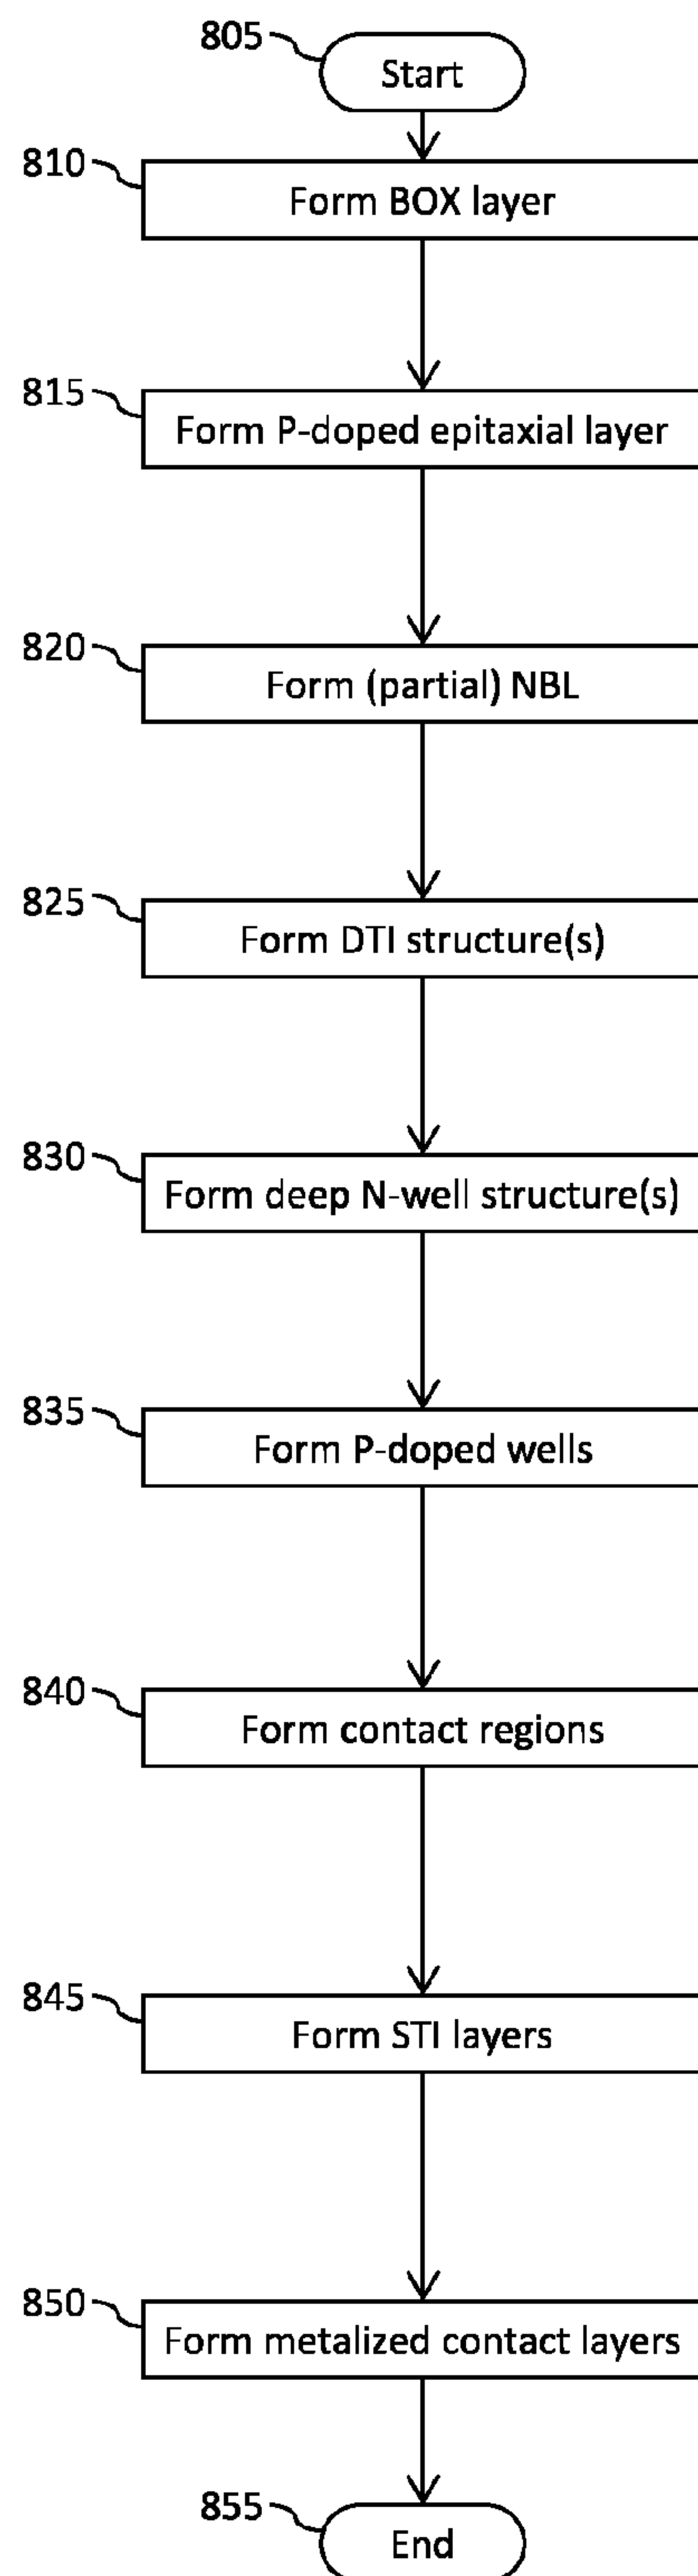 805
Start
810
Form BOX layer
815
Form P-doped epitaxial layer
820
Form (partial) NBL
825
Form DTI structure(s)
830
Form deep N-well structure(s)
835
Form P-doped wells
840
Form contact regions
845
Form STI layers
850
Form metalized contact layers
855
End